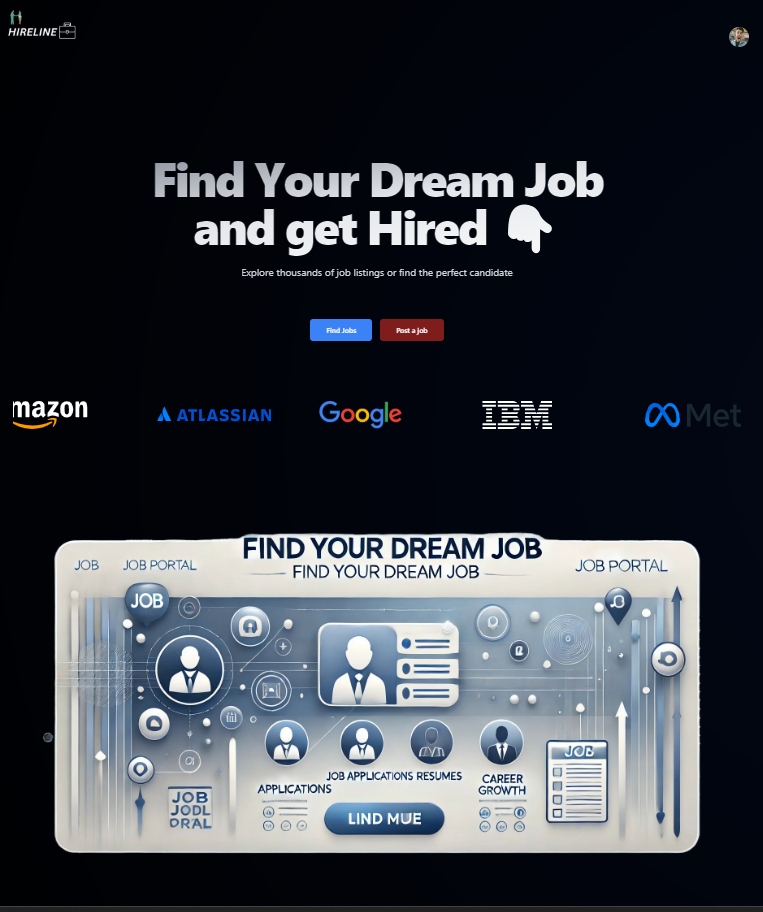 HIRELINE
Find Your Dream Job
and get Hired
Explore thousands of job listings or find the perfect candidate
Find Jobs
Post a job
mazon
ATLASSIAN
Google
IBM
Met
FIND YOUR DREAM JOB
JOB
JOB PORTAL
FIND YOUR DREAM JOB
JOB PORTAL
JOB
JOB
APPLICATIONS
JOB APPLICATIONS
RESUMES
CAREER
GROWTH
JOB
JODL
DRAL
LIND MUE